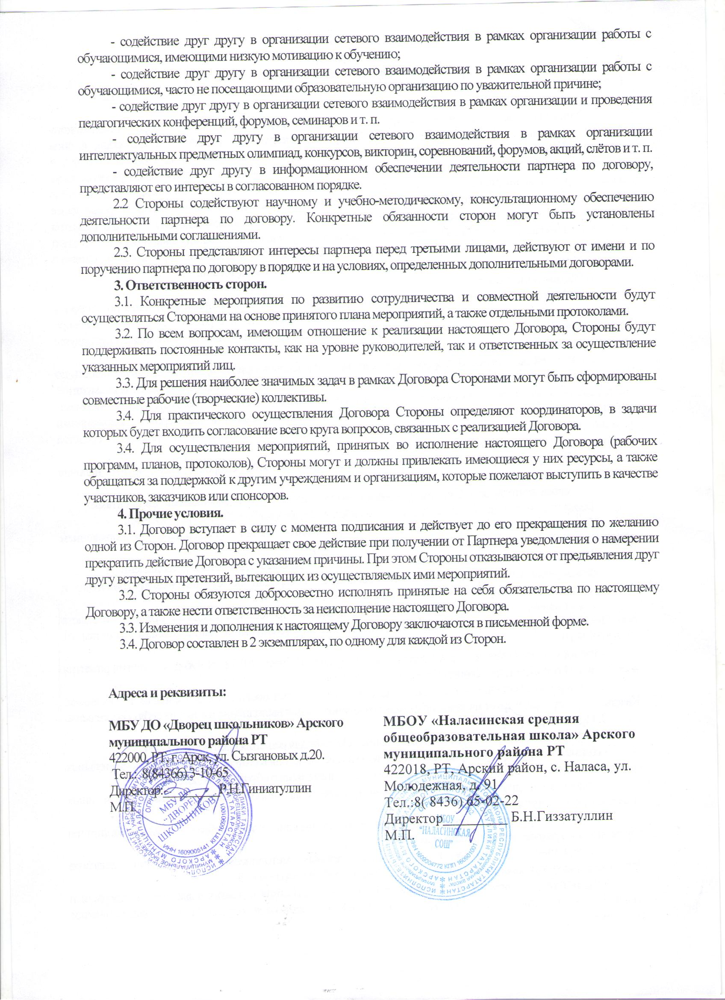 - содействие друг другу в организации сетевого взаимодействия в рамках организации работы с
обучающимися, имеющими низкую мотивацию к обучению;
- содействие друг другу в организации сетевого взаимодействия в рамках организации работы с
обучающимися, часто не посещающими образовательную организацию по уважительной причине;
- содействие друг другу в организации сетевого взаимодействия в рамках организации и проведения
педагогических конференций, форумов, семинаров и т. п.
- содействие друг другу в организации сетевого взаимодействия в рамках организации
интеллектуальных предметных олимпиад, конкурсов, викторин, соревнований, форумов, акций, слётов и т. п.
- содействие друг другу в информационном обеспечении деятельности партнера по договору,
представляют его интересы в согласованном порядке.
2.2 Стороны содействуют научному и учебно-методическому, консультационному обеспечению
деятельности партнера по договору. Конкретные обязанности сторон могут быть установлены
дополнительными соглашениями.
2.3. Стороны представляют интересы партнера перед третьими лицами, действуют от имени и по
поручению партнера по договору в порядке и на условиях, определенных дополнительными договорами.
3. Ответственность сторон.
3.1. Конкретные мероприятия по развитию сотрудничества и совместной деятельности будут
осуществляться Сторонами на основе принятого плана мероприятий, а также отдельными протоколами.
3.2. По всем вопросам, имеющим отношение к реализации настоящего Договора, Стороны будут
поддерживать постоянные контакты, как на уровне руководителей, так и ответственных за осуществление
указанных мероприятий лиц.
3.3. Для решения наиболее значимых задач в рамках Договора Сторонами могут быть сформированы
совместные рабочие (творческие) коллективы.
3.4. Для практического осуществления Договора Стороны определяют координаторов, в задачи
которых будет входить согласование всего круга вопросов, связанных с реализацией Договора.
3.4. Для осуществления мероприятий, принятых во исполнение настоящего Договора (рабочих
программ, планов, протоколов), Стороны могут и должны привлекать имеющиеся у них ресурсы, а также
обращаться за поддержкой к другим учреждениям и организациям, которые пожелают выступить в качестве
участников, заказчиков или спонсоров.
4. Прочие условия.
3.1. Договор вступает в силу с момента подписания и действует до его прекращения по желанию
одной из Сторон. Договор прекращает свое действие при получении от Партнера уведомления о намерении
прекратить действие Договора с указанием причины. При этом Стороны отказываются от предъявления друг
другу встречных претензий, вытекающих из осуществляемых ими мероприятий.
3.2. Стороны обязуются добросовестно исполнять принятые на себя обязательства по настоящему
Договору, а также нести ответственность за неисполнение настоящего Договора.
3.3. Изменения и дополнения к настоящему Договору заключаются в письменной форме.
3.4. Договор составлен в 2 экземплярах, по одному для каждой из Сторон.
Адреса и реквизиты:
МБУ ДО «Дворец школьников» Арского
муниципального района РТ
422000, РТ, г. Арск, ул. Сызгановых д.20.
Тел.: 8(84366) 3-10-65
Директор:_________Р.Н.Гиниатуллин
М.П.
МБУ ДО
"ДВОРЕЦ
ШКОЛЬНИКОВ"
ИНН 1609005141 КПП 160901001
МБОУ «Наласинская средняя
общеобразовательная школа» Арского
муниципального района РТ
422018, РТ, Арский район, с. Наласа, ул.
Молодежная, д. 91
Тел.:8( 8436) 65-02-22
Директор__________ Б.Н.Гиззатуллин
М.П.
МБОУ
"НАЛАСИНСКАЯ
СОШ"
ИНН 1609004772 КПП 160901001